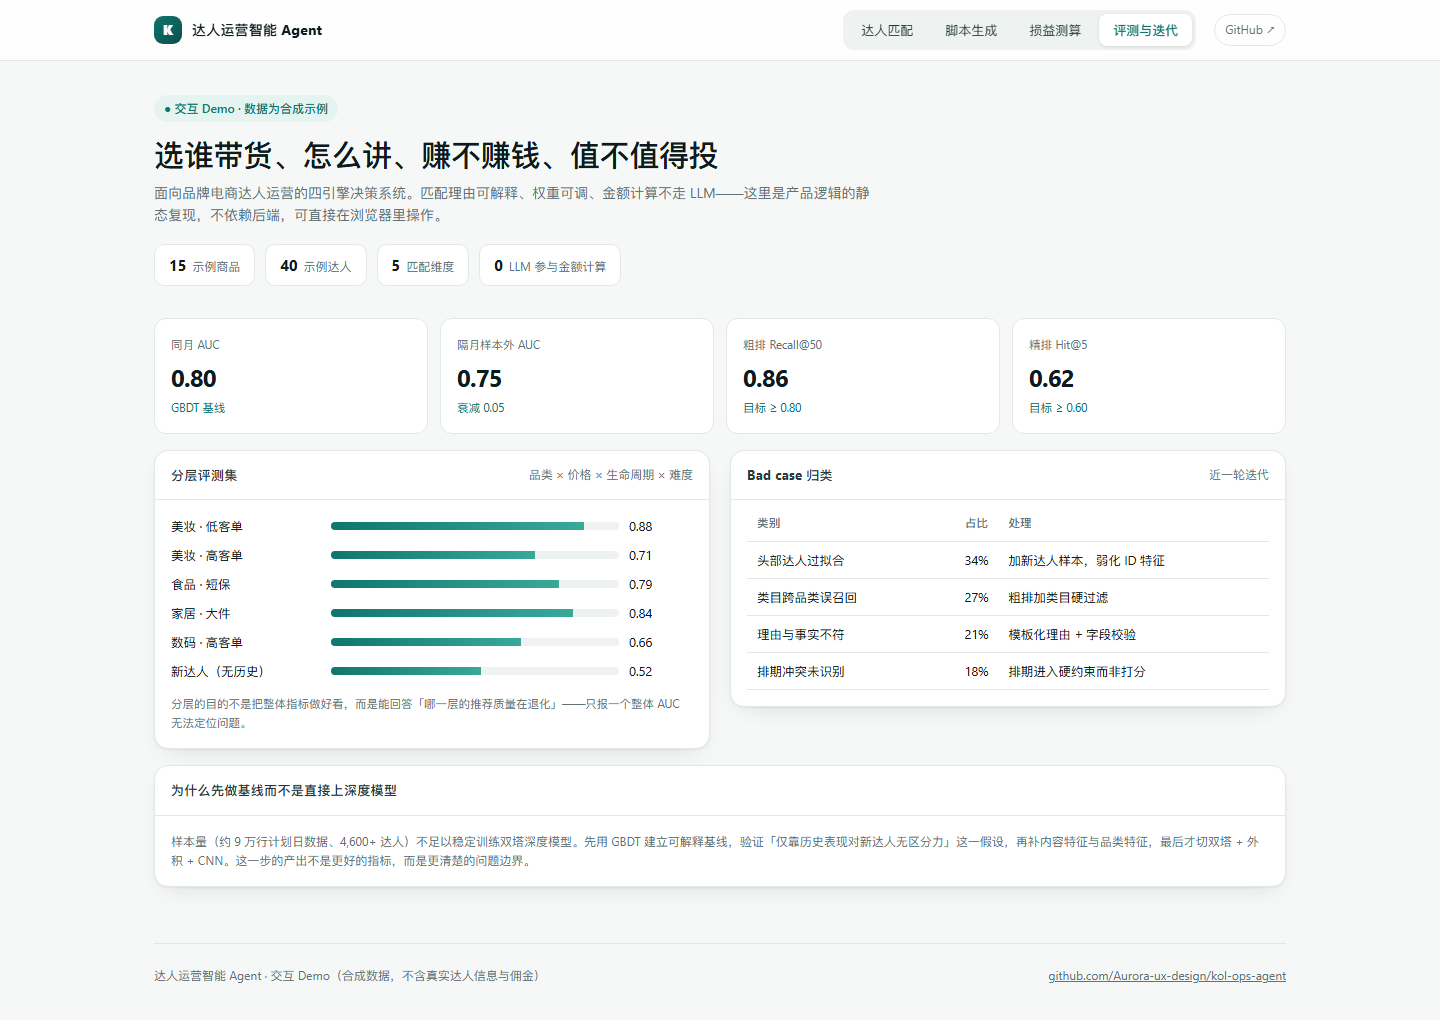 K 达人运营智能 Agent
达人匹配 脚本生成 损益测算 评测与迭代 GitHub ↗
● 交互 Demo · 数据为合成示例
选谁带货、怎么讲、赚不赚钱、值不值得投
面向品牌电商达人运营的四引擎决策系统。匹配理由可解释、权重可调、金额计算不走 LLM——这里是产品逻辑的静
态复现，不依赖后端，可直接在浏览器里操作。
15 示例商品 40 示例达人 5 匹配维度 0 LLM 参与金额计算
同月 AUC
0.80
GBDT 基线
隔月样本外 AUC
0.75
衰减 0.05
粗排 Recall@50
0.86
目标 ≥ 0.80
精排 Hit@5
0.62
目标 ≥ 0.60
分层评测集 品类 × 价格 × 生命周期 × 难度
美妆 · 低客单 0.88
美妆 · 高客单 0.71
食品 · 短保 0.79
家居 · 大件 0.84
数码 · 高客单 0.66
新达人（无历史） 0.52
分层的目的不是把整体指标做好看，而是能回答「哪一层的推荐质量在退化」——只报一个整体 AUC
无法定位问题。
Bad case 归类 近一轮迭代
类别 占比 处理
头部达人过拟合 34% 加新达人样本，弱化 ID 特征
类目跨品类误召回 27% 粗排加类目硬过滤
理由与事实不符 21% 模板化理由 + 字段校验
排期冲突未识别 18% 排期进入硬约束而非打分
为什么先做基线而不是直接上深度模型
样本量（约 9 万行计划日数据、4,600+ 达人）不足以稳定训练双塔深度模型。先用 GBDT 建立可解释基线，验证「仅靠历史表现对新达人无区分力」这一假设，再补内容特征与品类特征，最后才切双塔 + 外
积 + CNN。这一步的产出不是更好的指标，而是更清楚的问题边界。
达人运营智能 Agent · 交互 Demo（合成数据，不含真实达人信息与佣金）
github.com/Aurora-ux-design/kol-ops-agent